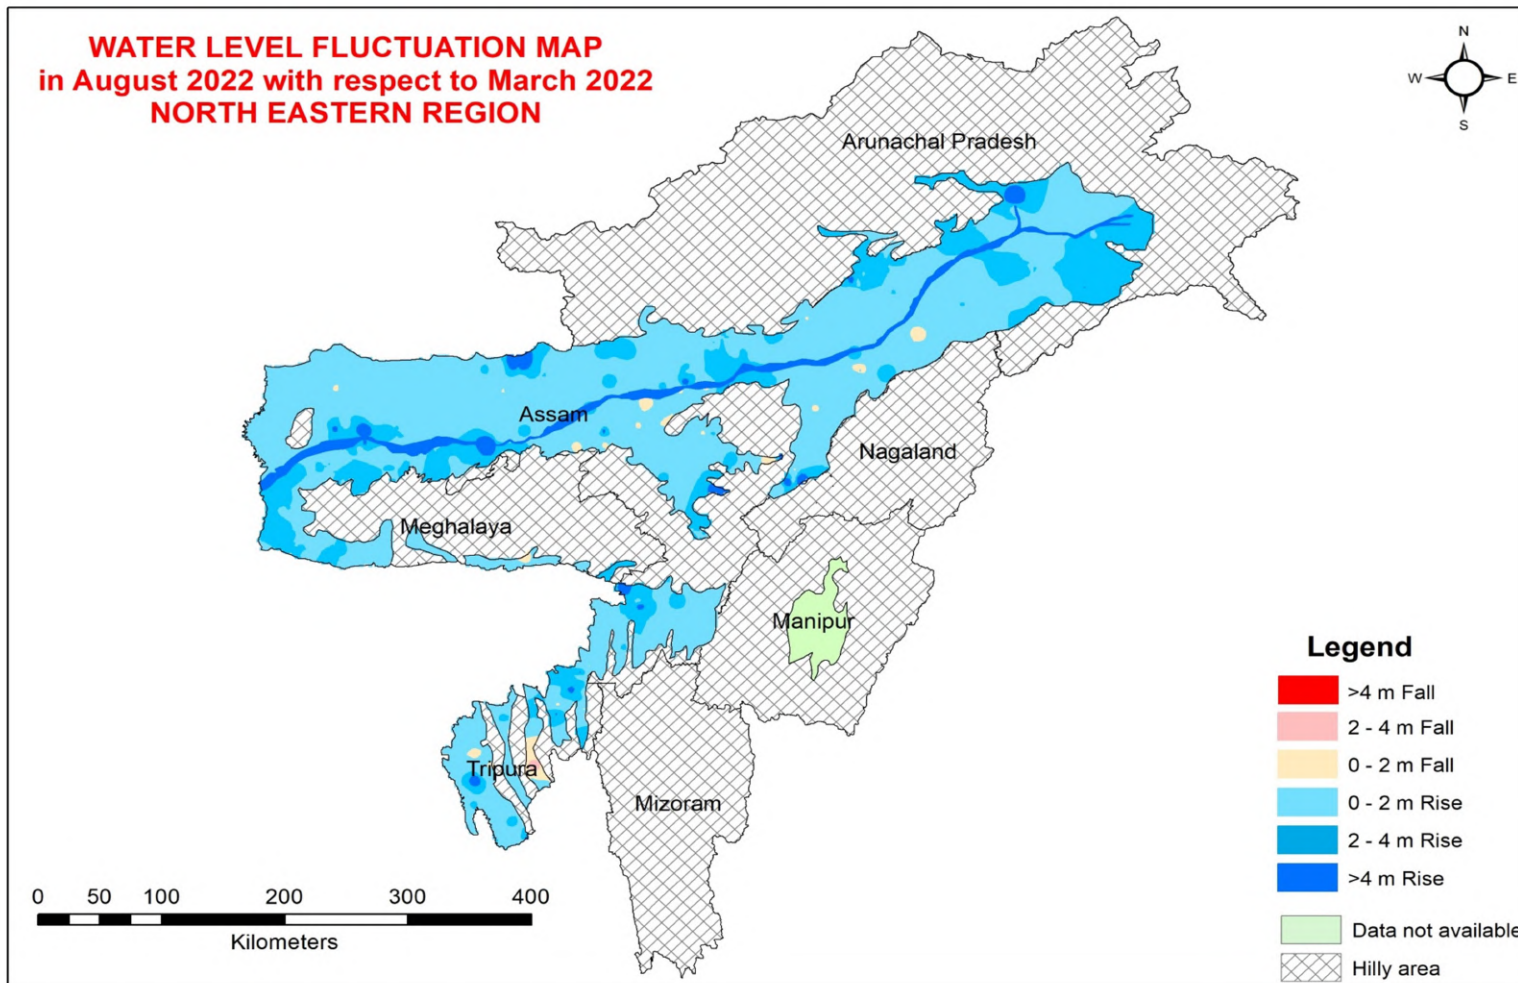 WATER LEVEL FLUCTUATION MAP
in August 2022 with respect to March 2022
NORTH EASTERN REGION
N
W E
S
Arunachal Pradesh
Assam
Nagaland
Meghalaya
Manipur
Tripura
Mizoram
Legend
>4 m Fall
2 - 4 m Fall
0 - 2 m Fall
0 - 2 m Rise
2 - 4 m Rise
>4 m Rise
Data not available
Hilly area
0 50 100 200 300 400
Kilometers